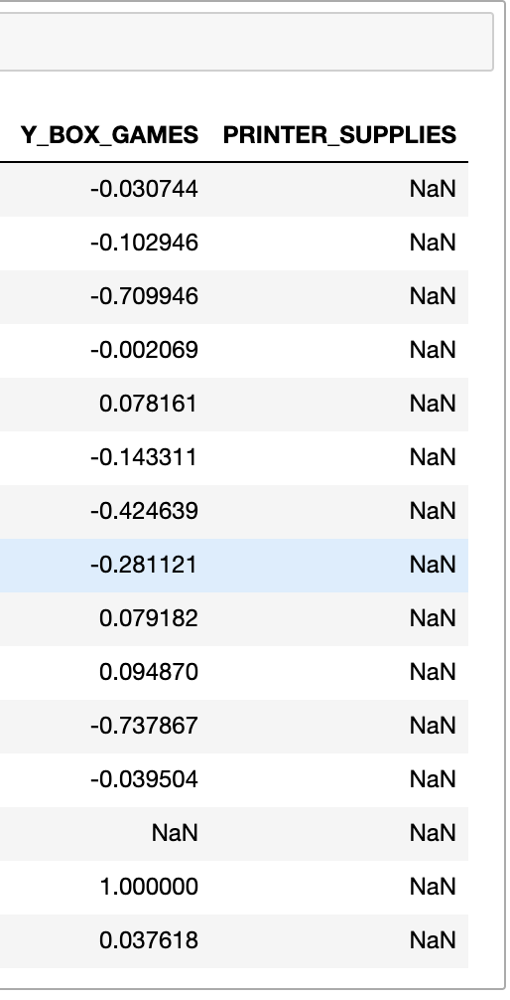 Y_BOX_GAMES PRINTER_SUPPLIES
-0.030744 NaN
-0.102946 NaN
-0.709946 NaN
-0.002069 NaN
0.078161 NaN
-0.143311 NaN
-0.424639 NaN
-0.281121 NaN
0.079182 NaN
0.094870 NaN
-0.737867 NaN
-0.039504 NaN
NaN NaN
1.000000 NaN
0.037618 NaN